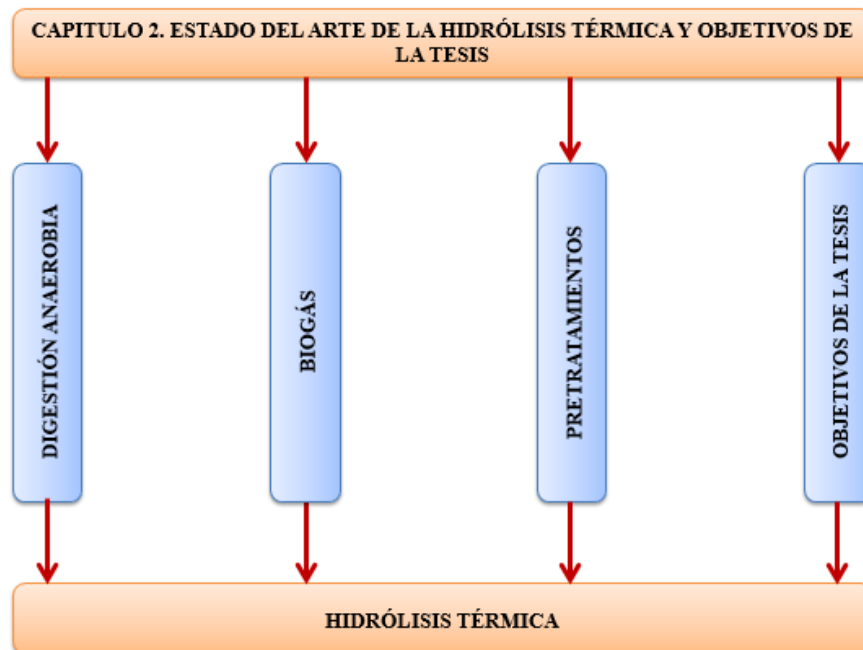 CAPITULO 2. ESTADO DEL ARTE DE LA HIDRÓLISIS TÉRMICA Y OBJETIVOS DE
LA TESIS
DIGESTIÓN ANAEROBIA
BIOGÁS
PRETRATAMIENTOS
OBJETIVOS DE LA TESIS
HIDRÓLISIS TÉRMICA